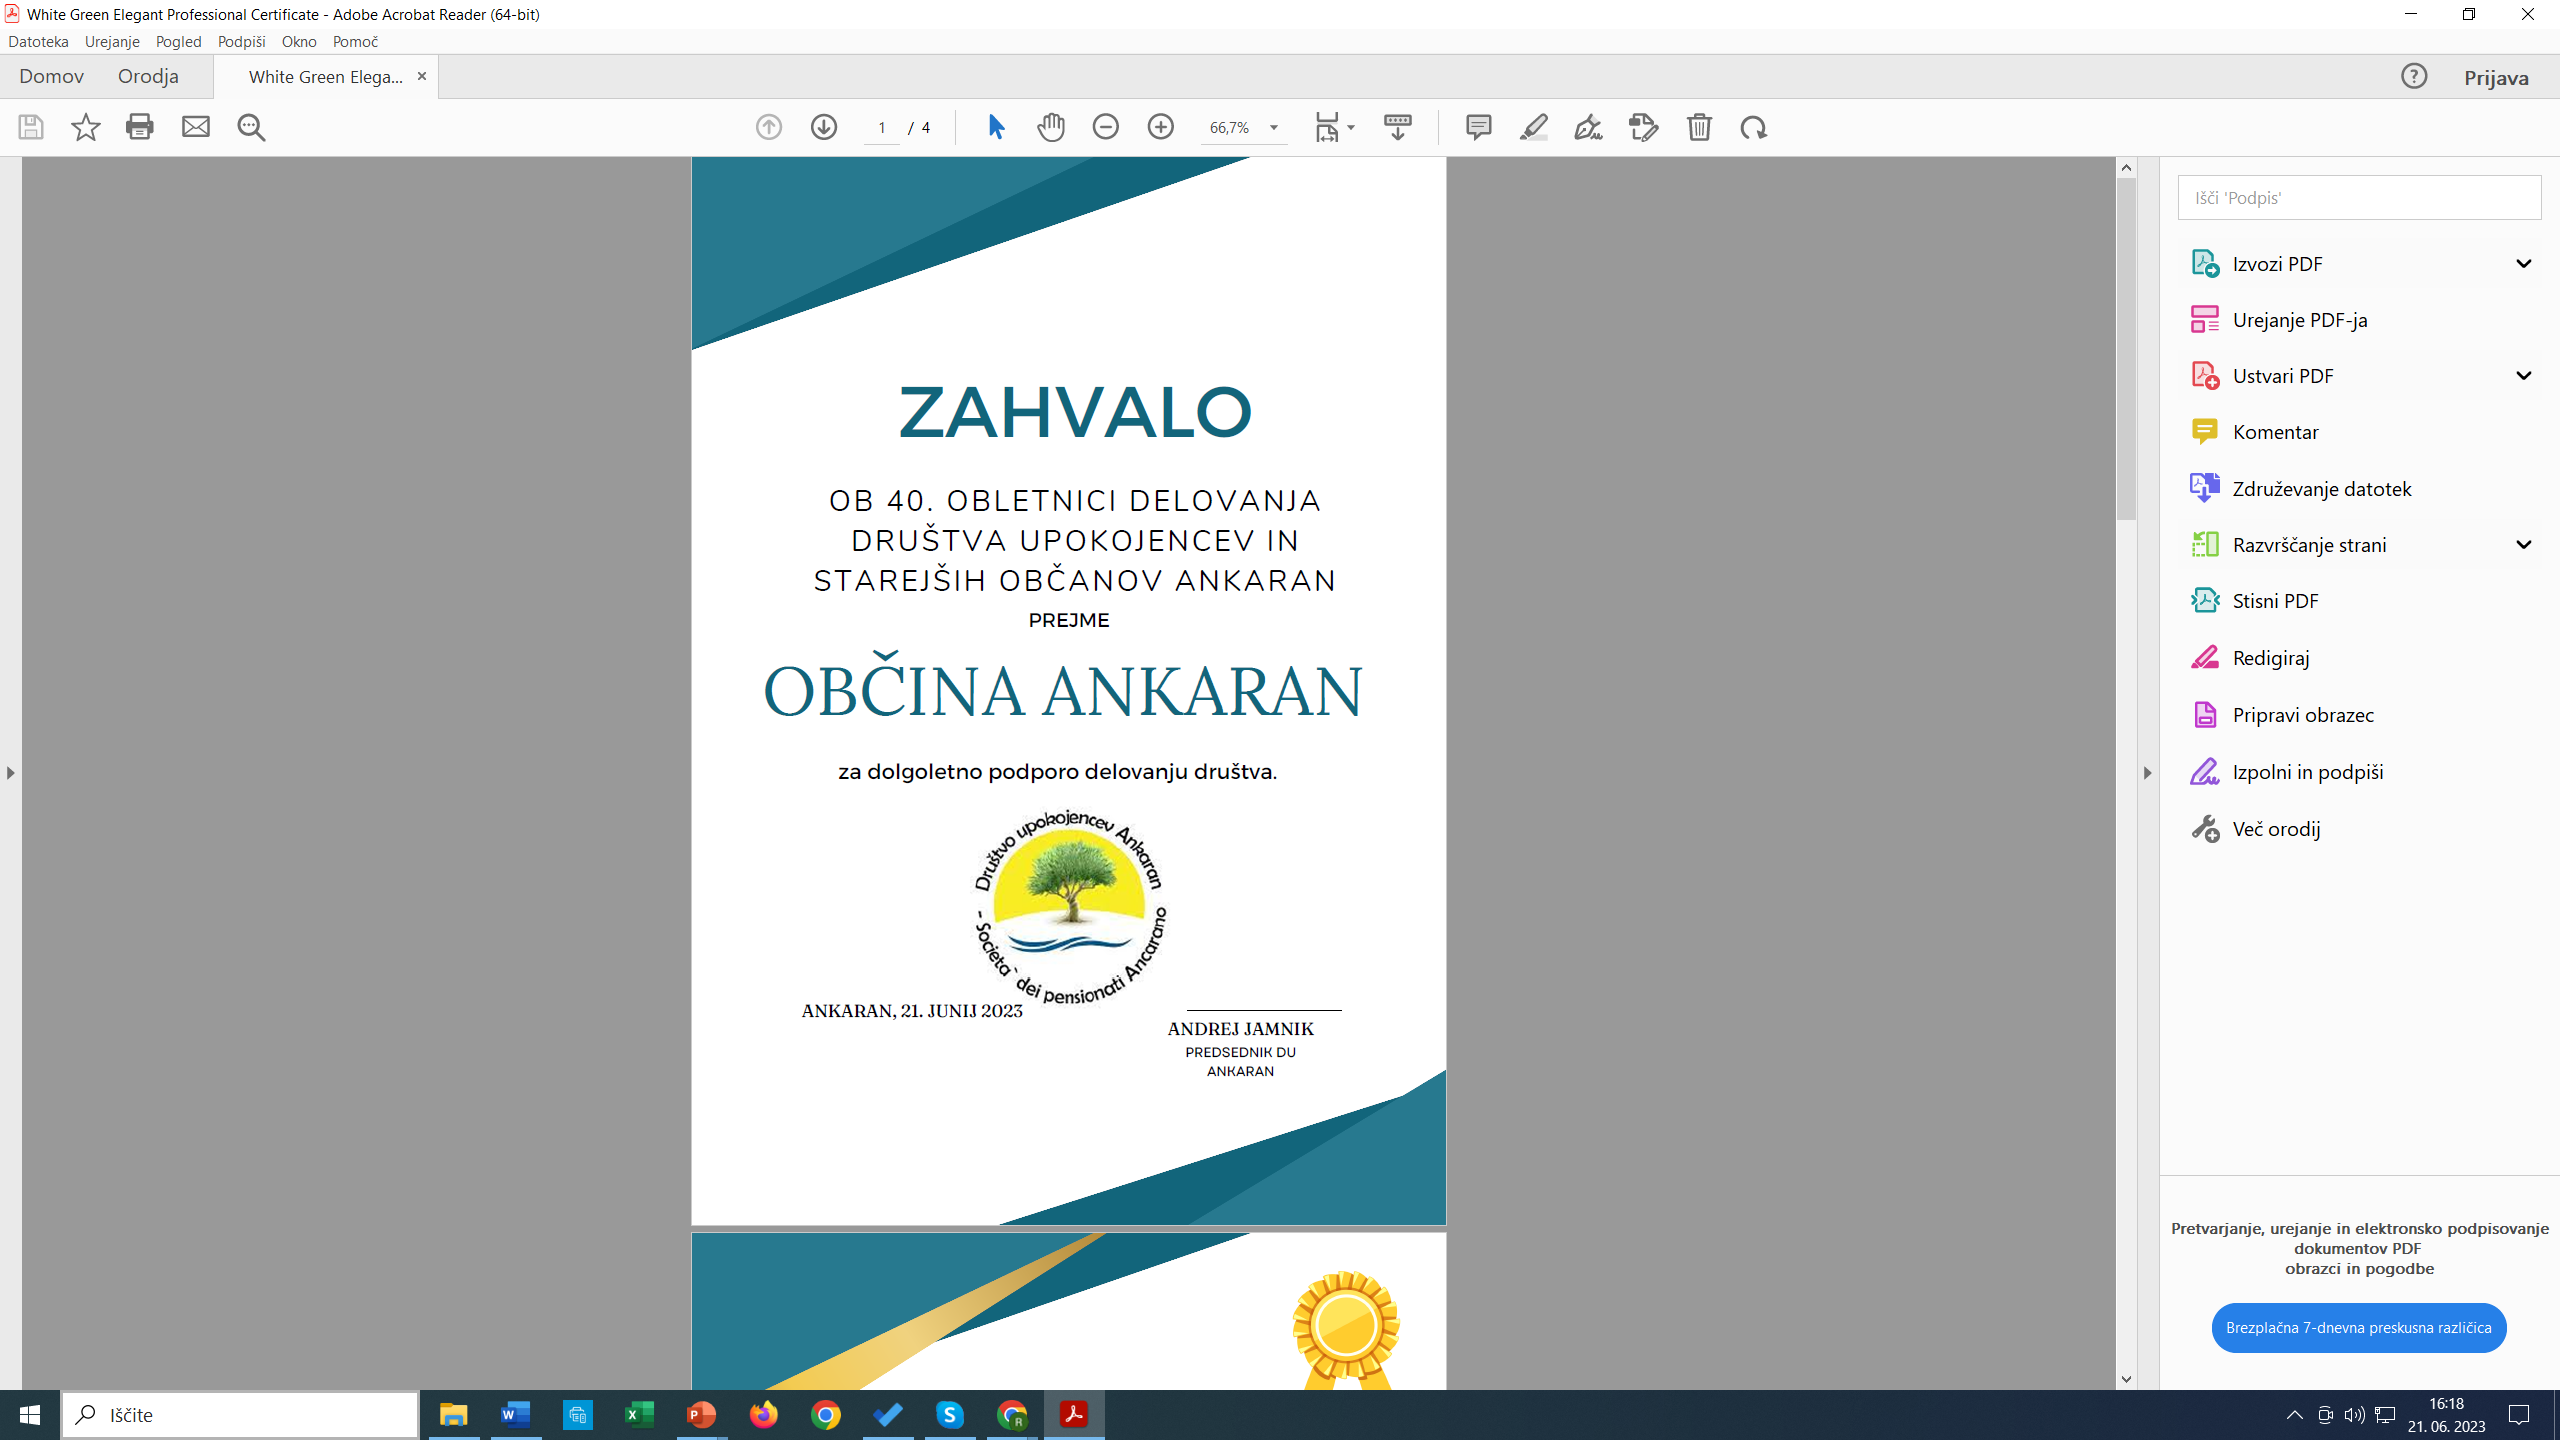 White Green Elegant Professional Certificate - Adobe Acrobat Reader (64-bit)
Datoteka Urejanje Pogled Podpiši Okno Pomoč
Domov Orodja White Green Elega... × Prijava
1 / 4 66,7%
ZAHVALO
OB 40. OBLETNICI DELOVANJA
DRUŠTVA UPOKOJENCEV IN
STAREJŠIH OBČANOV ANKARAN
PREJME
OBČINA ANKARAN
za dolgoletno podporo delovanju društva.
Društvo upokojencev Ankaran
- Societa` dei pensionati Ancarano
ANKARAN, 21. JUNIJ 2023
ANDREJ JAMNIK
PREDSEDNIK DU
ANKARAN
Išči 'Podpis'
Izvozi PDF
Urejanje PDF-ja
Ustvari PDF
Komentar
Združevanje datotek
Razvrščanje strani
Stisni PDF
Redigiraj
Pripravi obrazec
Izpolni in podpiši
Več orodij
Pretvarjanje, urejanje in elektronsko podpisovanje
dokumentov PDF
obrazci in pogodbe
Brezplačna 7-dnevna preskusna različica
Iščite
16:18
21. 06. 2023